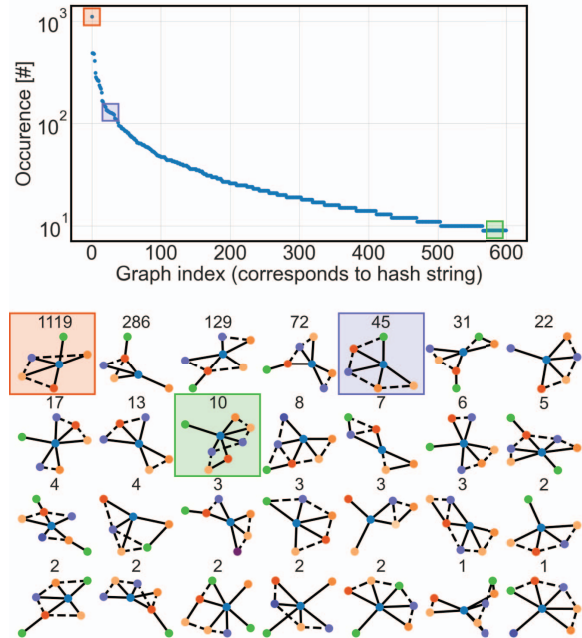 10³
10²
10¹
Occurence [#]
0 100 200 300 400 500 600
Graph index (corresponds to hash string)
1119 286 129 72 45 31 22
17 13 10 8 7 6 5
4 4 3 3 3 3 2
2 2 2 2 2 1 1